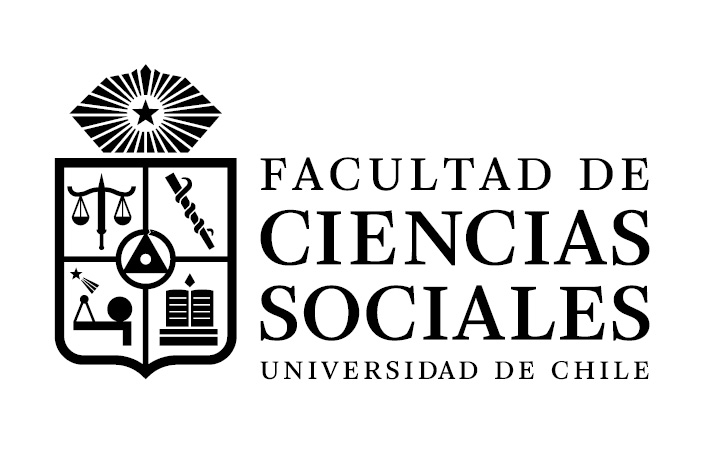 FACULTAD DE
CIENCIAS
SOCIALES
UNIVERSIDAD DE CHILE